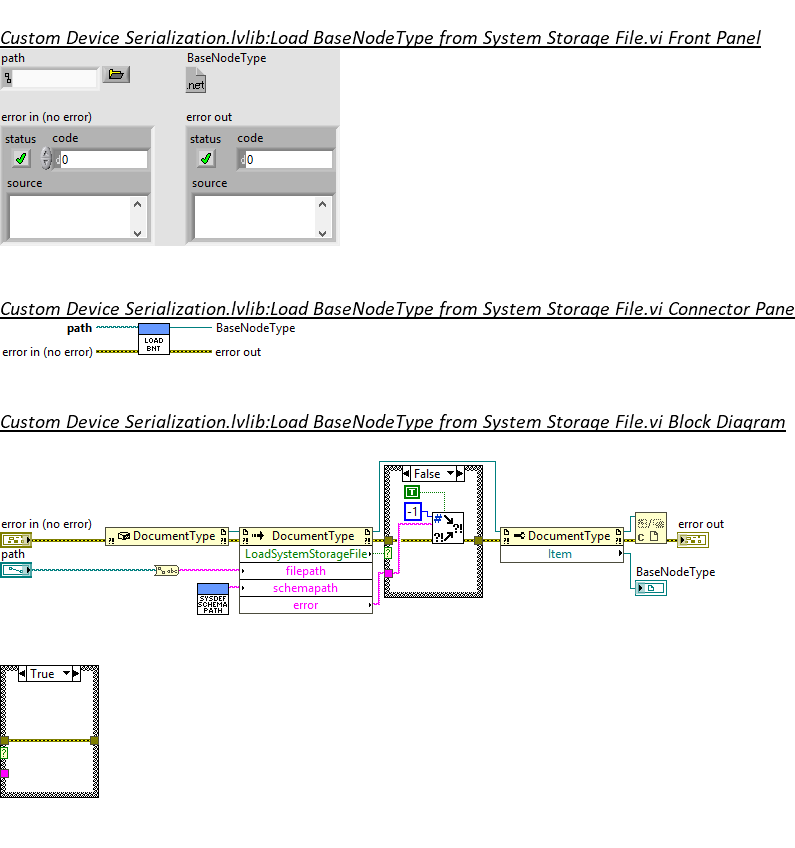 Custom Device Serialization.lvlib:Load BaseNodeType from System Storage File.vi Front Panel
path
BaseNodeType
.net
error in (no error)
error out
status code
0
status code
0
source
source
Custom Device Serialization.lvlib:Load BaseNodeType from System Storage File.vi Connector Pane
path
BaseNodeType
LOAD
BNT
error in (no error)
error out
Custom Device Serialization.lvlib:Load BaseNodeType from System Storage File.vi Block Diagram
False
T
-1
#
?!
?!
error in (no error)
DocumentType
DocumentType
DocumentType
error out
path
LoadSystemStorageFile
?
Item
filepath
abc
BaseNodeType
schemapath
SYSDEF
SCHEMA
PATH
error
True
?